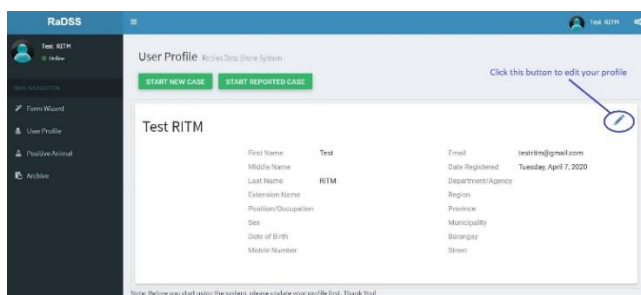 RaDSS
Test RITM
Test RITM
Online
MAIN NAVIGATION
Form Wizard
User Profile
Positive Animal
Archive
User Profile Rabies Data Share System
START NEW CASE START REPORTED CASE
Click this button to edit your profile
Test RITM
First Name Test
Middle Name
Last Name RITM
Extension Name
Position/Occupation
Sex
Date of Birth
Mobile Number
Email testritm@gmail.com
Date Registered Tuesday, April 7, 2020
Department/Agency
Region
Province
Municipality
Barangay
Street
Note: Before you start using the system, please update your profile first. Thank You!